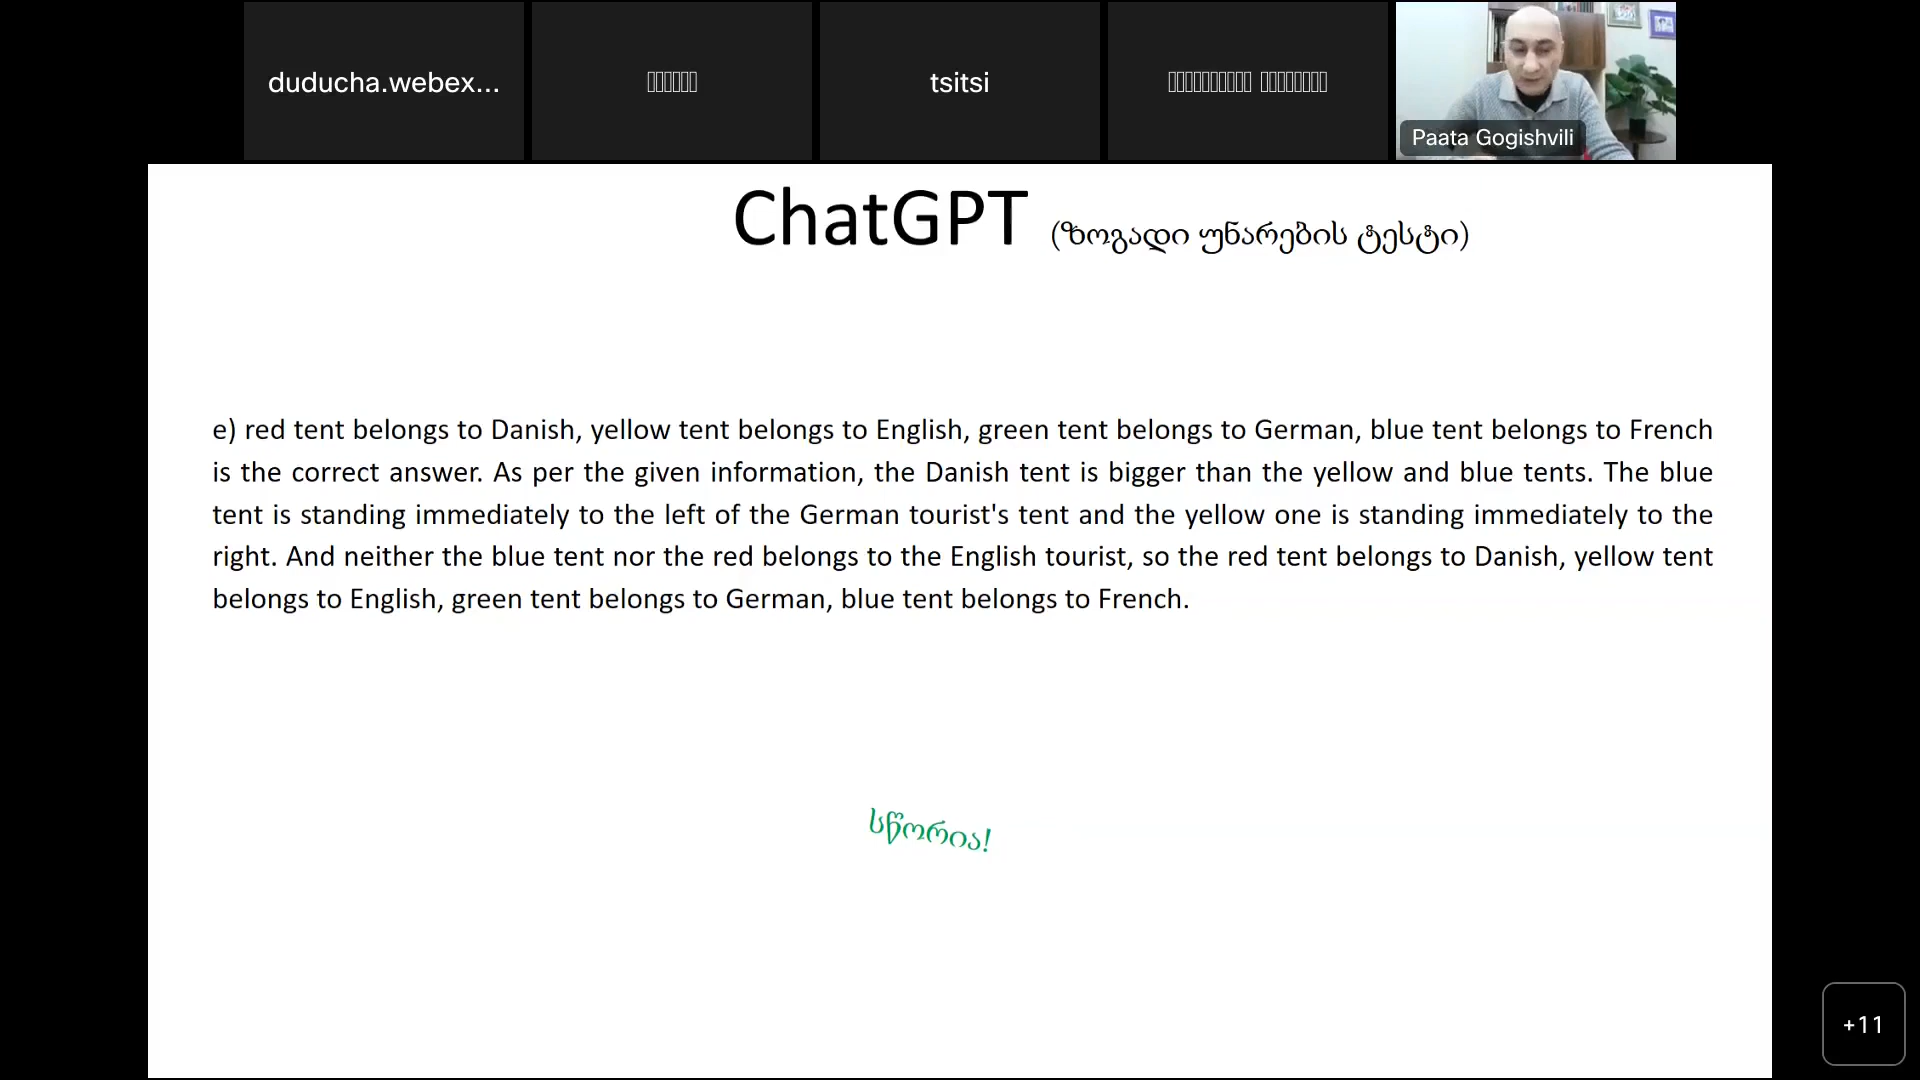 duducha.webex...
tsitsi
Paata Gogishvili
ChatGPT (ზოგადი უნარების ტესტი)
e) red tent belongs to Danish, yellow tent belongs to English, green tent belongs to German, blue tent belongs to French
is the correct answer. As per the given information, the Danish tent is bigger than the yellow and blue tents. The blue
tent is standing immediately to the left of the German tourist's tent and the yellow one is standing immediately to the
right. And neither the blue tent nor the red belongs to the English tourist, so the red tent belongs to Danish, yellow tent
belongs to English, green tent belongs to German, blue tent belongs to French.
სწორია!
+11